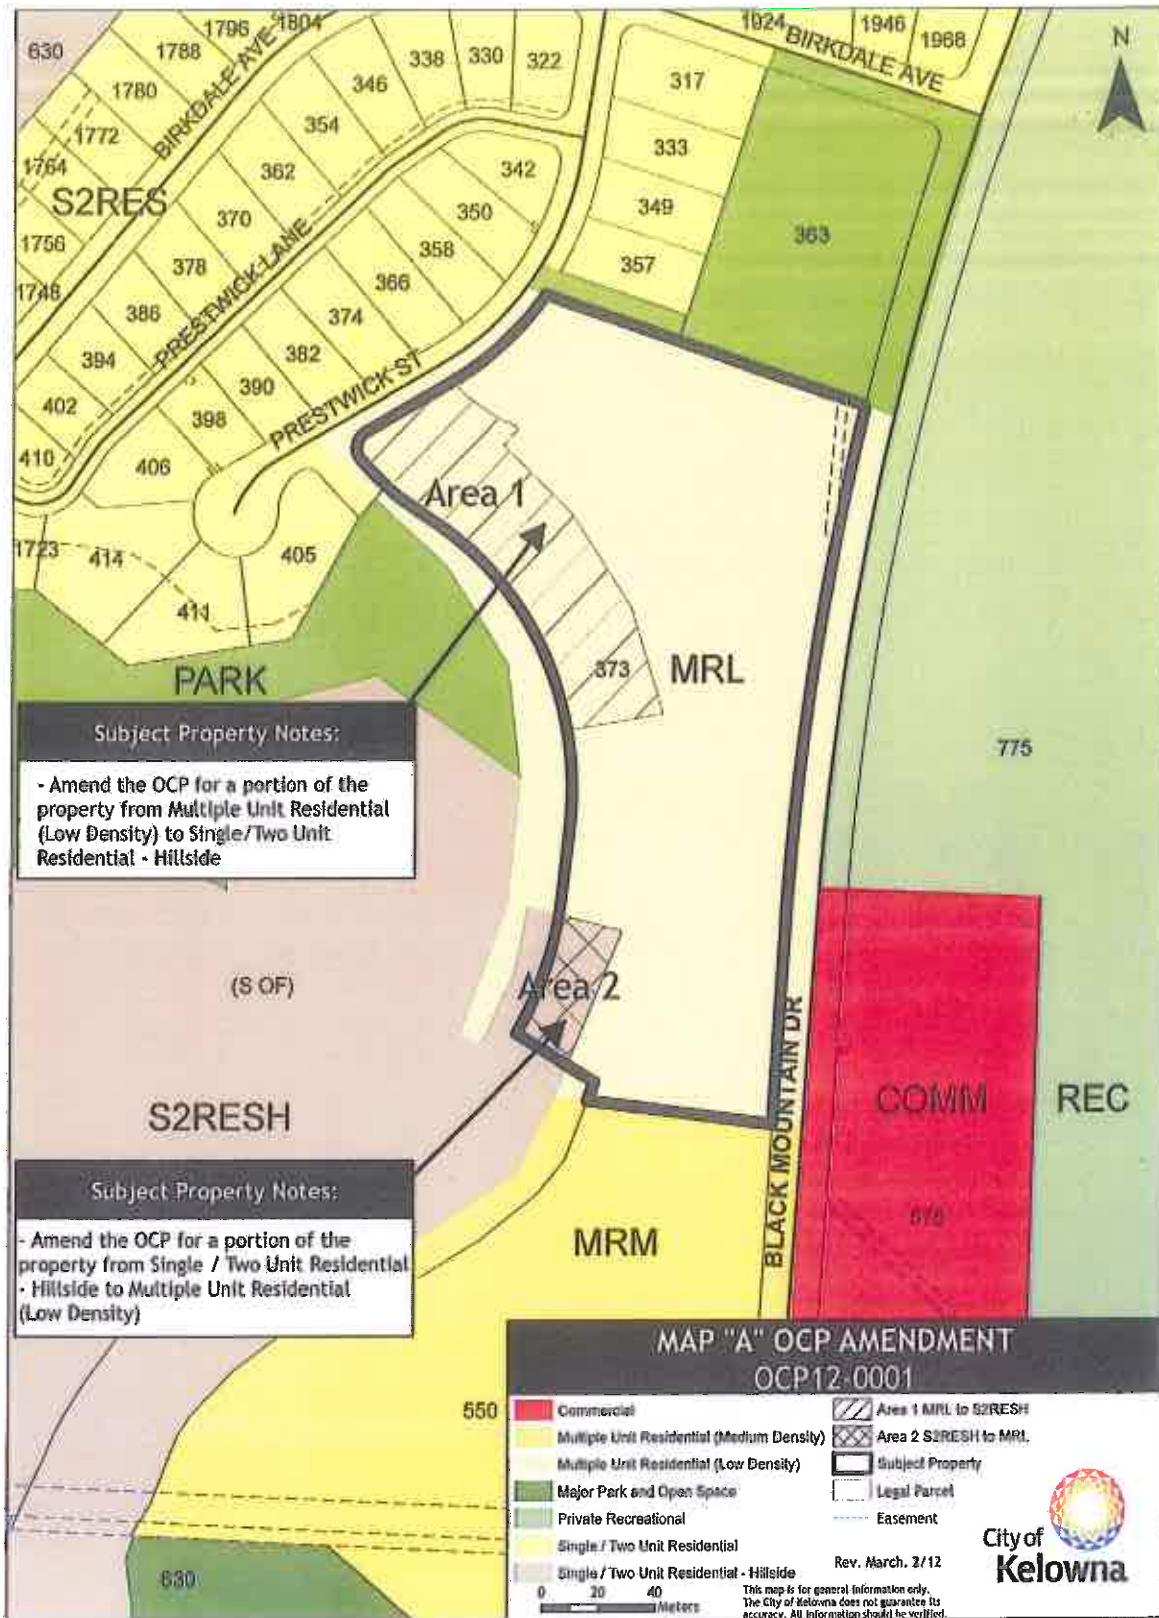 1796
1804
1924
1946
1968
630
1788
BIRKDALE AVE
338
330
322
BIRKDALE AVE
N
1780
346
317
1772
354
333
1764
362
342
S2RES
370
350
349
363
1756
378
358
357
1748
386
PRESTWICK LANE
366
394
374
402
382
390
PRESTWICK ST
398
410
406
Area 1
1723
414
405
411
373
MRL
PARK
775
Subject Property Notes:
- Amend the OCP for a portion of the
property from Multiple Unit Residential
(Low Density) to Single/Two Unit
Residential - Hillside
(S OF)
Area 2
BLACK MOUNTAIN DR
S2RESH
COMM
REC
Subject Property Notes:
- Amend the OCP for a portion of the
property from Single / Two Unit Residential
- Hillside to Multiple Unit Residential
(Low Density)
MRM
550
630
MAP "A" OCP AMENDMENT
OCP12-0001
Commercial
Multiple Unit Residential (Medium Density)
Multiple Unit Residential (Low Density)
Major Park and Open Space
Private Recreational
Single / Two Unit Residential
Single / Two Unit Residential - Hillside
Area 1 MRL to S2RESH
Area 2 S2RESH to MRL
Subject Property
Legal Parcel
Easement
Rev. March. 2/12
City of
Kelowna
0 20 40
Meters
This map is for general information only.
The City of Kelowna does not guarantee its
accuracy. All information should be verified.